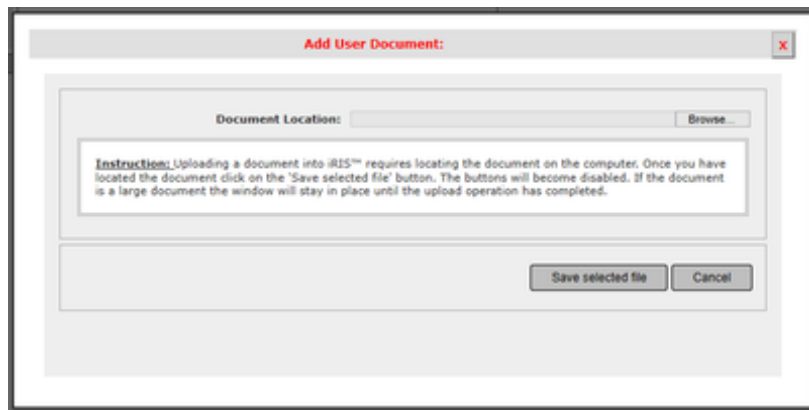 Add User Document:
x
Document Location:
Browse...
Instruction: Uploading a document into iRIS™ requires locating the document on the computer. Once you have
located the document click on the 'Save selected file' button. The buttons will become disabled. If the document
is a large document the window will stay in place until the upload operation has completed.
Save selected file
Cancel